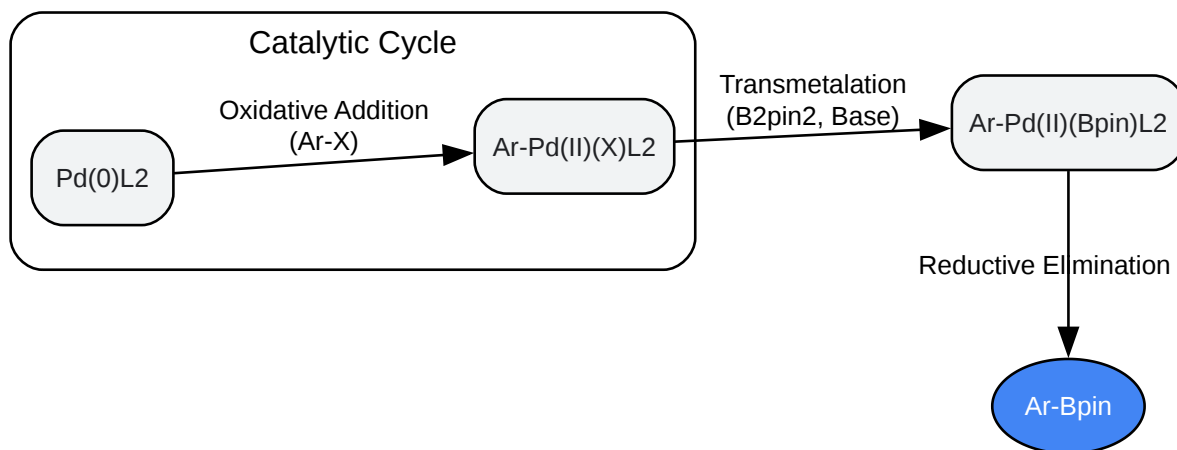 Catalytic Cycle
Oxidative Addition
(Ar-X)
Pd(0)L2
Ar-Pd(II)(X)L2
Transmetalation
(B2pin2, Base)
Ar-Pd(II)(Bpin)L2
Reductive Elimination
Ar-Bpin